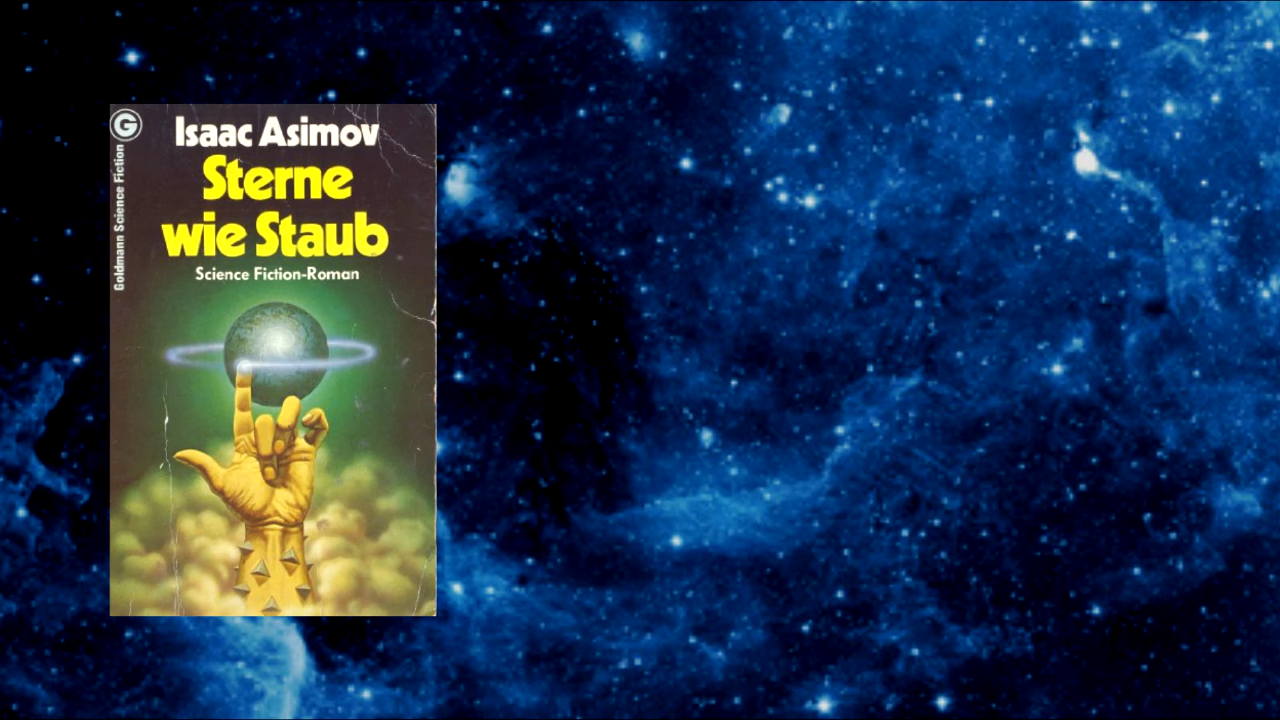 G
Isaac Asimov
Sterne
wie Staub
Science Fiction-Roman
Goldmann Science Fiction